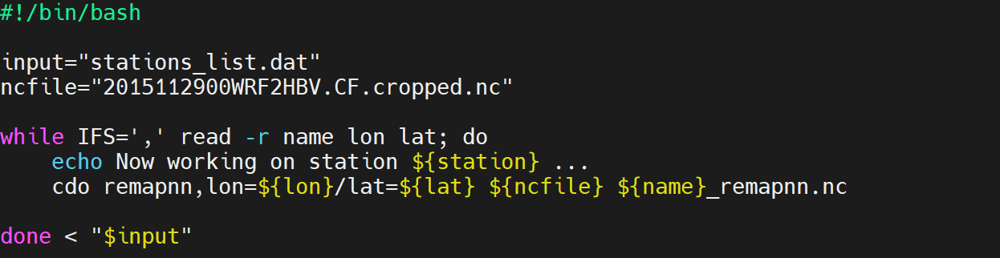 #!/bin/bash
input="stations_list.dat"
ncfile="2015112900WRF2HBV.CF.cropped.nc"
while IFS=',' read -r name lon lat; do
    echo Now working on station ${station} ...
    cdo remapnn,lon=${lon}/lat=${lat} ${ncfile} ${name}_remapnn.nc
done < "$input"